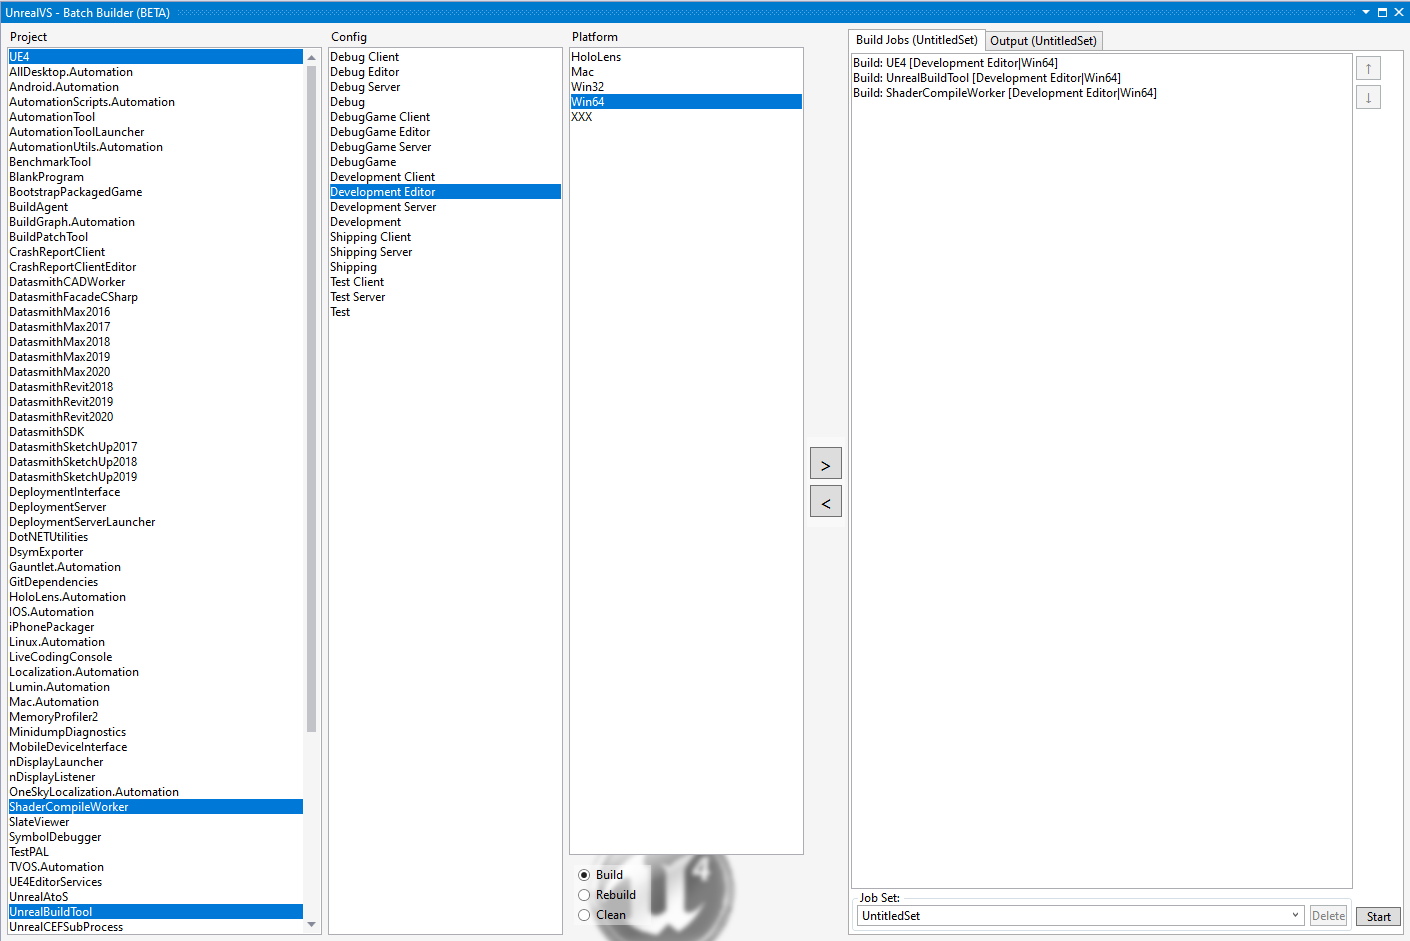 UnrealVS - Batch Builder (BETA)
Project
UE4
AllDesktop.Automation
Android.Automation
AutomationScripts.Automation
AutomationTool
AutomationToolLauncher
AutomationUtils.Automation
BenchmarkTool
BlankProgram
BootstrapPackagedGame
BuildAgent
BuildGraph.Automation
BuildPatchTool
CrashReportClient
CrashReportClientEditor
DatasmithCADWorker
DatasmithFacadeCSharp
DatasmithMax2016
DatasmithMax2017
DatasmithMax2018
DatasmithMax2019
DatasmithMax2020
DatasmithRevit2018
DatasmithRevit2019
DatasmithRevit2020
DatasmithSDK
DatasmithSketchUp2017
DatasmithSketchUp2018
DatasmithSketchUp2019
DeploymentInterface
DeploymentServer
DeploymentServerLauncher
DotNETUtilities
DsymExporter
Gauntlet.Automation
GitDependencies
HoloLens.Automation
IOS.Automation
iPhonePackager
Linux.Automation
LiveCodingConsole
Localization.Automation
Lumin.Automation
Mac.Automation
MemoryProfiler2
MinidumpDiagnostics
MobileDeviceInterface
nDisplayLauncher
nDisplayListener
OneSkyLocalization.Automation
ShaderCompileWorker
SlateViewer
SymbolDebugger
TestPAL
TVOS.Automation
UE4EditorServices
UnrealAtoS
UnrealBuildTool
UnrealCEFSubProcess
Config
Debug Client
Debug Editor
Debug Server
Debug
DebugGame Client
DebugGame Editor
DebugGame Server
DebugGame
Development Client
Development Editor
Development Server
Development
Shipping Client
Shipping Server
Shipping
Test Client
Test Server
Test
Platform
HoloLens
Mac
Win32
Win64
XXX
Build
Rebuild
Clean
>
<
Build Jobs (UntitledSet)
Output (UntitledSet)
Build: UE4 [Development Editor|Win64]
Build: UnrealBuildTool [Development Editor|Win64]
Build: ShaderCompileWorker [Development Editor|Win64]
↑
↓
Job Set:
UntitledSet
Delete
Start